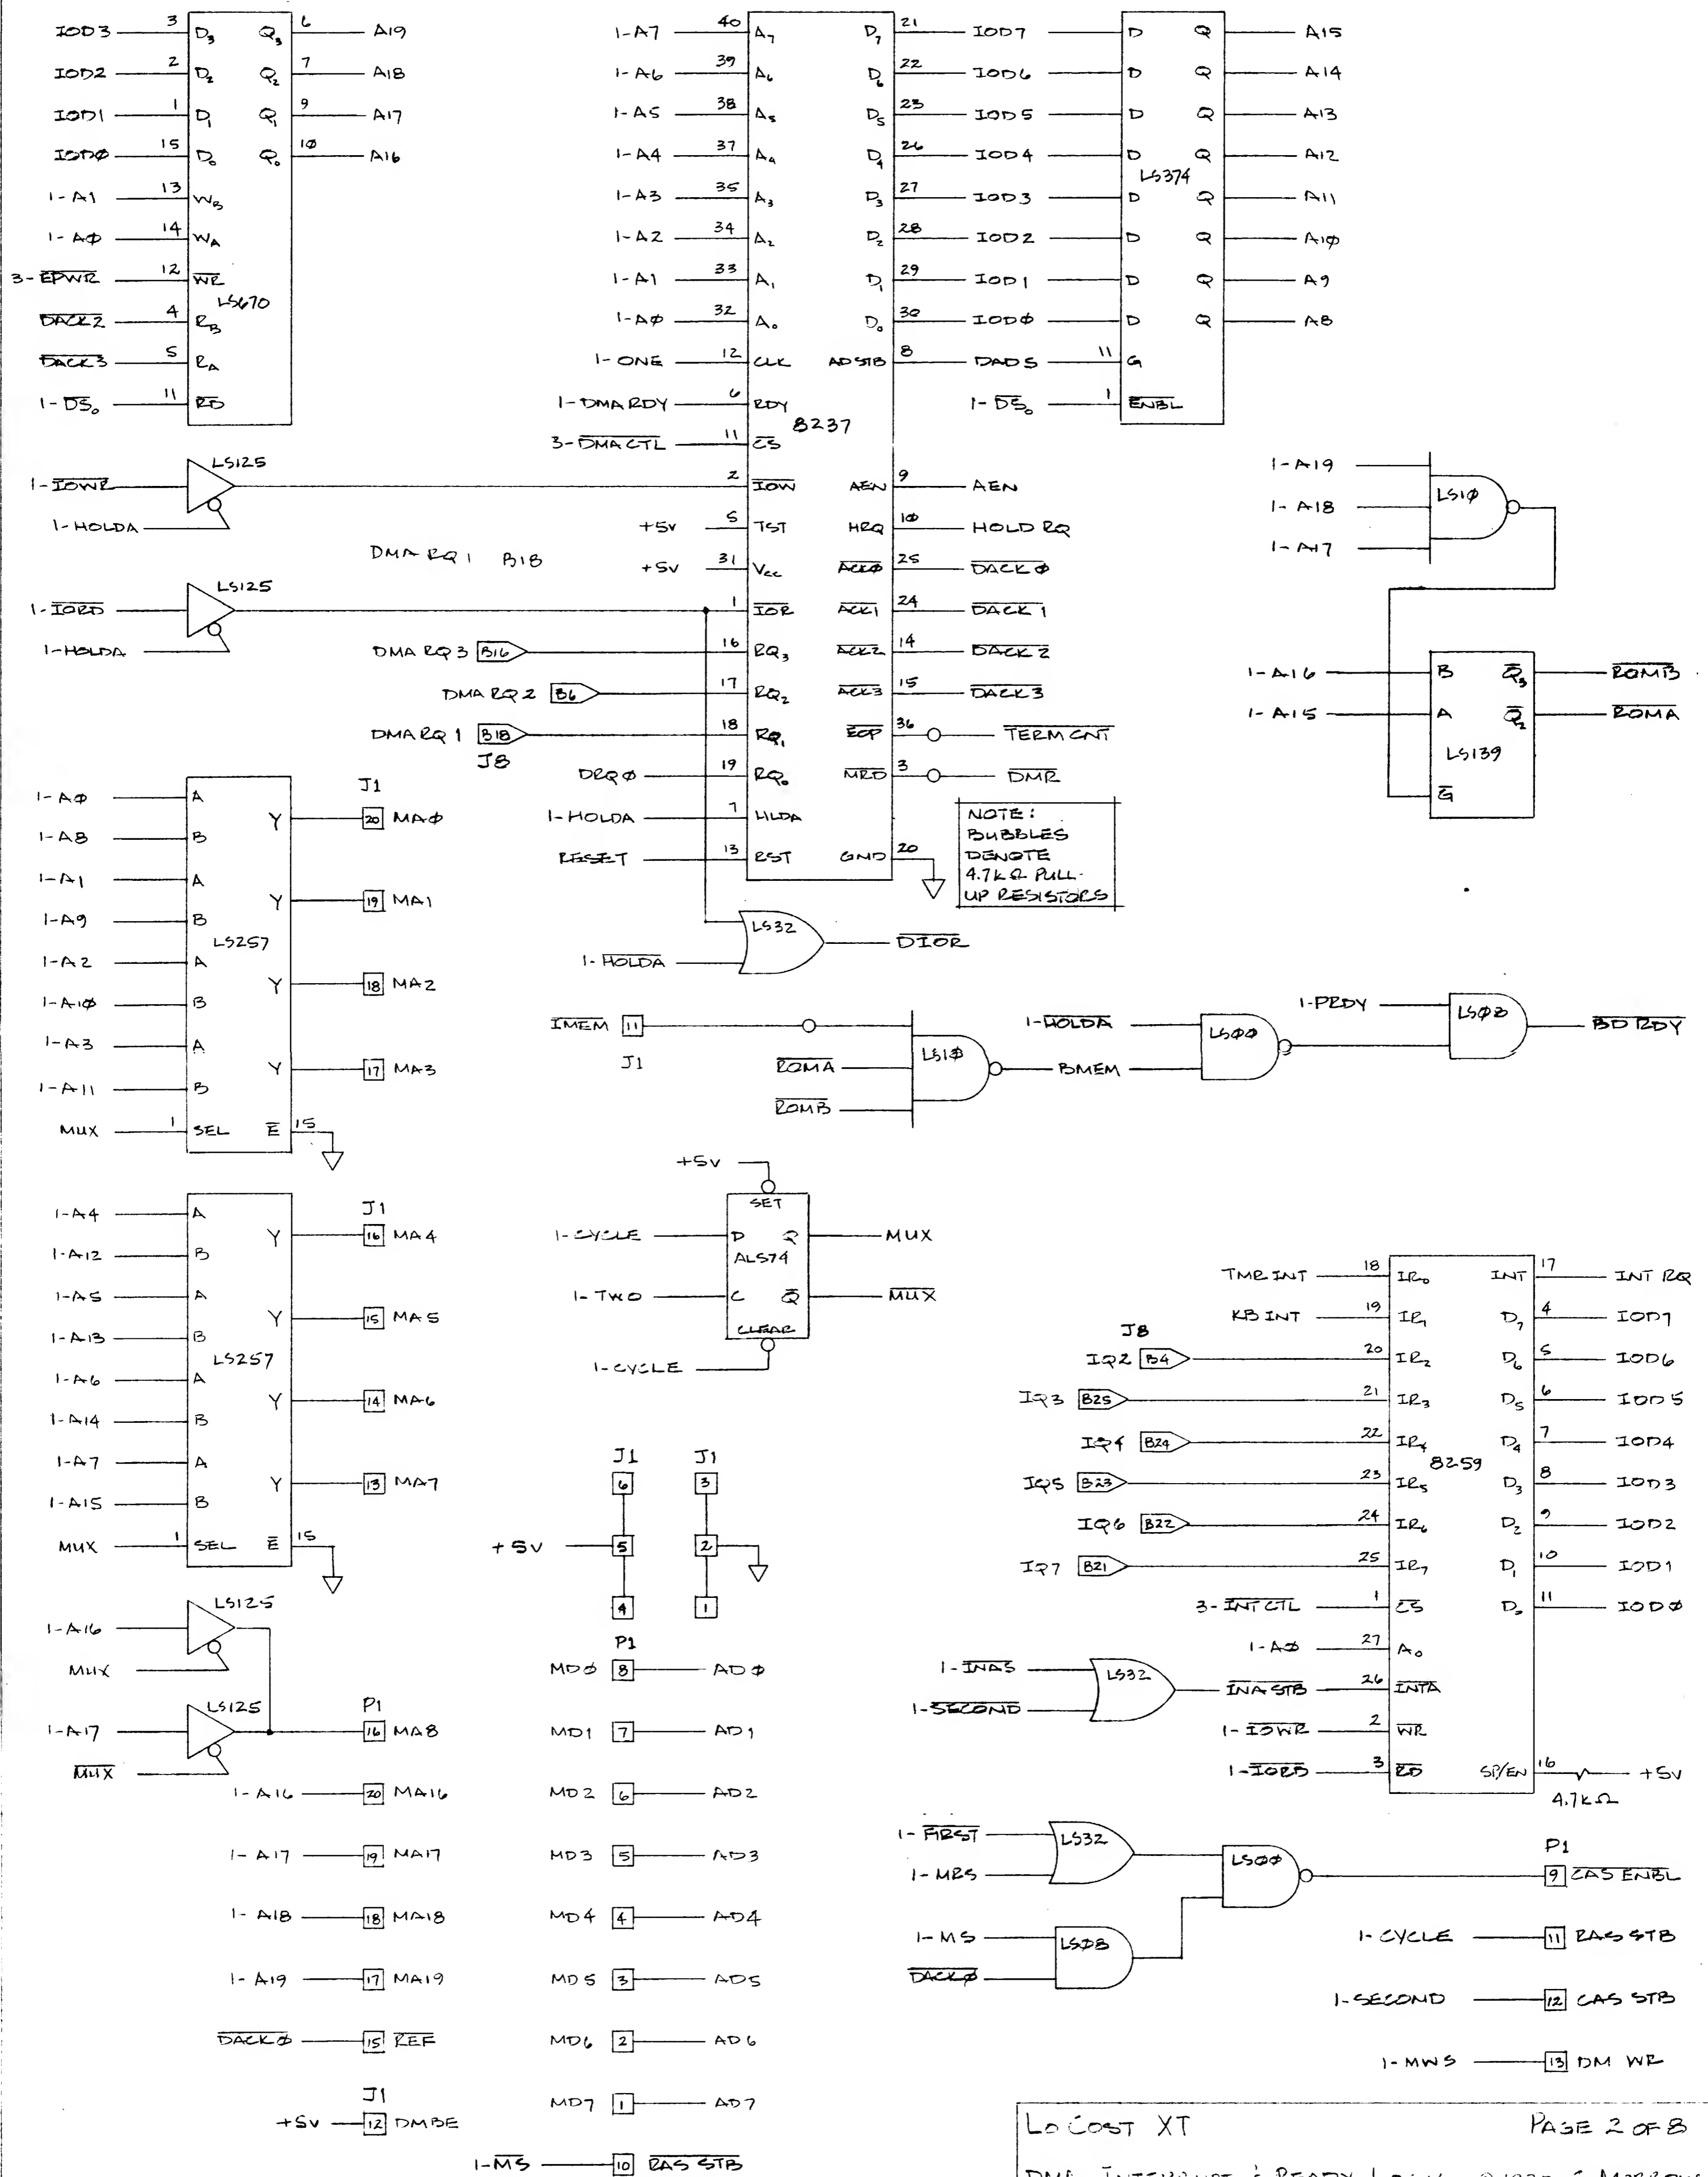 IOD3 3 D3 Q3 6 A19
IOD2 2 D2 Q2 7 A18
IOD1 1 D1 Q1 9 A17
IODØ 15 D0 Q0 1Ø A16
1-A1 13 WB
1-AØ 14 WA
3-EPWR 12 WR
LS670
DACK2 4 RB
DACK3 5 RA
1-DS0 11 RD
1-A7 40 A7 D7 21 IOD7 D Q A15
1-A6 39 A6 D6 22 IOD6 D Q A14
1-A5 38 A5 D5 23 IOD5 D Q A13
1-A4 37 A4 D4 26 IOD4 D Q A12
LS374
1-A3 35 A3 D3 27 IOD3 D Q A11
1-A2 34 A2 D2 28 IOD2 D Q A1Ø
1-A1 33 A1 D1 29 IOD1 D Q A9
1-AØ 32 A0 D0 30 IODØ D Q A8
1-ONE 12 CLK ADSTB 8 DADS 11 G
1-DMARDY 6 RDY
1-DS0 1 ENBL
8237
3-DMACTL 11 CS
LS125
1-IOWR 2 IOW AEN 9 AEN
1-HOLDA
+5V 5 TST HRQ 1Ø HOLD RQ
DMA RQ1 B18
+5V 31 Vcc ACKØ 25 DACKØ
LS125
1-IORD 1 IOR ACK1 24 DACK1
1-HOLDA
DMA RQ3 B16 16 RQ3 ACK2 14 DACK2
DMA RQ2 B6 17 RQ2 ACK3 15 DACK3
DMA RQ1 B18 18 RQ1 EOP 36 TERMCNT
J8
DRQØ 19 RQ0 MRD 3 DMR
1-HOLDA 7 HLDA
RESET 13 RST GND 20
NOTE:
BUBBLES
DENOTE
4.7KΩ PULL-
UP RESISTORS
1-A19
1-A18
1-A17
LS1Ø
1-A16 B Q3 ROMB
1-A15 A Q2 ROMA
LS139
G
LS32
1-HOLDA
DIOR
J1
1-AØ A
Y 20 MAØ
1-A8 B
1-A1 A
Y 19 MA1
1-A9 B
LS257
1-A2 A
Y 18 MA2
1-A1Ø B
1-A3 A
Y 17 MA3
1-A11 B
MUX 1 SEL E 15
IMEM 11
J1
ROMA
ROMB
LS1Ø
BMEM
1-HOLDA
LSØØ
1-PRDY
LSØ8
BD RDY
J1
1-A4 A
Y 16 MA4
1-A12 B
1-A5 A
Y 15 MA5
1-A13 B
LS257
1-A6 A
Y 14 MA6
1-A14 B
1-A7 A
Y 13 MA7
1-A15 B
MUX 1 SEL E 15
+5V
SET
1-CYCLE D Q MUX
ALS74
1-TWO C Q MUX
CLEAR
1-CYCLE
J1 J1
6 3
+5V 5 2
4 1
TMR INT 18 IR0 INT 17 INT RQ
KB INT 19 IR1 D7 4 IOD7
J8
IQ2 B4 20 IR2 D6 5 IOD6
IQ3 B25 21 IR3 D5 6 IOD5
IQ4 B24 22 IR4 D4 7 IOD4
8259
IQ5 B23 23 IR5 D3 8 IOD3
IQ6 B22 24 IR6 D2 9 IOD2
IQ7 B21 25 IR7 D1 10 IOD1
3-INTCTL 1 CS D0 11 IODØ
1-AØ 27 A0
1-INAS
1-SECOND
LS32
INASTB 26 INTA
1-IOWR 2 WR
1-IORD 3 RD SP/EN 16 +5V
4.7KΩ
LS125
1-A16
MUX
LS125
1-A17
MUX
P1
16 MA8
1-A16 20 MA16
1-A17 19 MA17
1-A18 18 MA18
1-A19 17 MA19
DACKØ 15 REF
J1
+5V 12 DMBE
1-MS 10 RAS STB
P1
MDØ 8 ADØ
MD1 7 AD1
MD2 6 AD2
MD3 5 AD3
MD4 4 AD4
MD5 3 AD5
MD6 2 AD6
MD7 1 AD7
1-FIRST
1-MRS
LS32
1-MS
DACKØ
LSØ8
LSØØ
P1
9 CAS ENBL
1-CYCLE 11 RAS STB
1-SECOND 12 CAS STB
1-MWS 13 DM WR
LO COST XT PAGE 2 OF 8